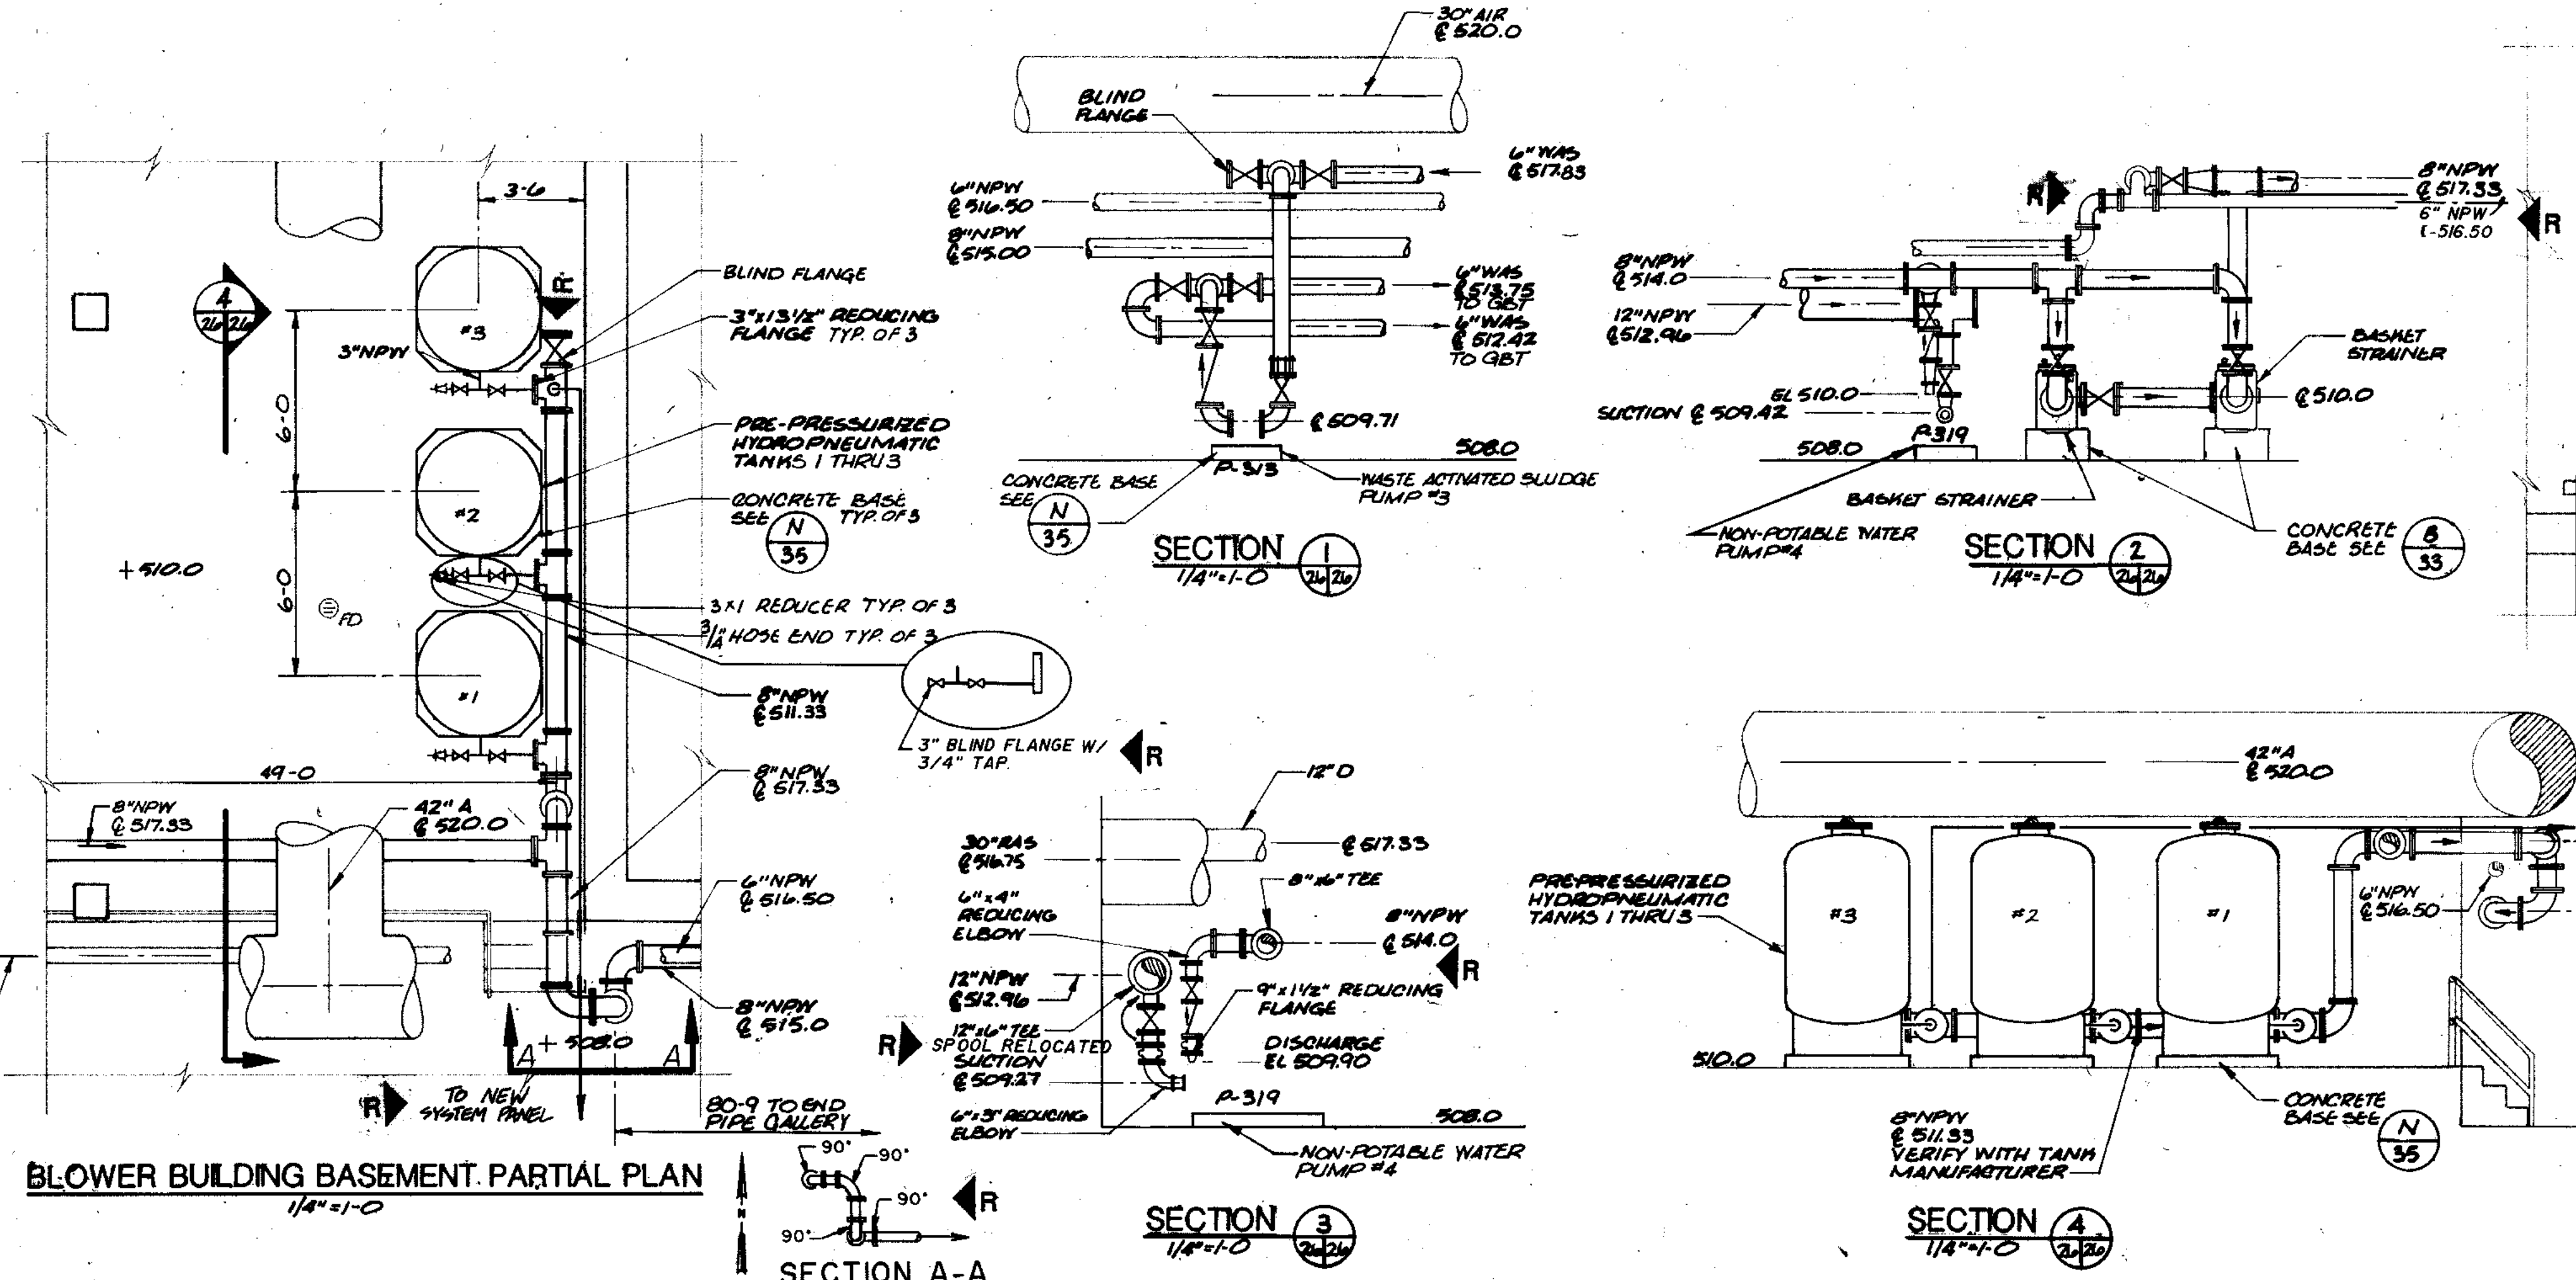 3-6
BLIND FLANGE
3"x13 1/2" REDUCING
FLANGE TYP. OF 3
3"NPW
R
4
26 26
#3
6-0
PRE-PRESSURIZED
HYDROPNEUMATIC
TANKS 1 THRU 3
CONCRETE BASE
SEE TYP. OF 3
N
35
#2
+510.0
6-0
FD
3x1 REDUCER TYP. OF 3
3/4" HOSE END TYP. OF 3
#1
8"NPW
℄ 511.33
3" BLIND FLANGE W/
3/4" TAP.
R
49-0
8"NPW
℄ 517.33
8"NPW
℄ 517.33
42" A
℄ 520.0
6"NPW
℄ 516.50
8"NPW
℄ 515.0
A
+ 508.0
A
R
TO NEW
SYSTEM PANEL
80-9 TO END
PIPE GALLERY
BLOWER BUILDING BASEMENT PARTIAL PLAN
1/4"=1-0
N
90°
90°
90°
90°
R
SECTION A-A
30" AIR
℄ 520.0
BLIND
FLANGE
6" WAS
℄ 517.83
6"NPW
℄ 516.50
8"NPW
℄ 515.00
6"WAS
℄ 513.75
TO GBT
6"WAS
℄ 512.42
TO GBT
℄ 509.71
508.0
P-313
CONCRETE BASE
SEE
N
35
WASTE ACTIVATED SLUDGE
PUMP #3
SECTION 1
1/4"=1-0
26 26
R
8"NPW
℄ 517.33
6" NPW
℄-516.50
R
8"NPW
℄ 514.0
12"NPW
℄ 512.96
BASKET
STRAINER
EL 510.0
SUCTION ℄ 509.42
℄ 510.0
P-319
508.0
BASKET STRAINER
NON-POTABLE WATER
PUMP #4
CONCRETE
BASE SEE
B
33
SECTION 2
1/4"=1-0
26 26
12" D
30" RAS
℄ 516.75
℄ 517.33
8"x6" TEE
6"x4"
REDUCING
ELBOW
8"NPW
℄ 514.0
R
12"NPW
℄ 512.96
9"x1 1/2" REDUCING
FLANGE
12"x6" TEE
R
SPOOL RELOCATED
SUCTION
℄ 509.27
DISCHARGE
EL 509.90
6"x3" REDUCING
ELBOW
P-319
508.0
NON-POTABLE WATER
PUMP #4
SECTION 3
1/4"=1-0
26 26
42"A
℄ 520.0
PRE-PRESSURIZED
HYDROPNEUMATIC
TANKS 1 THRU 3
#3
#2
#1
6"NPW
℄ 516.50
510.0
8"NPW
℄ 511.33
VERIFY WITH TANK
MANUFACTURER
CONCRETE
BASE SEE
N
35
SECTION 4
1/4"=1-0
26 26